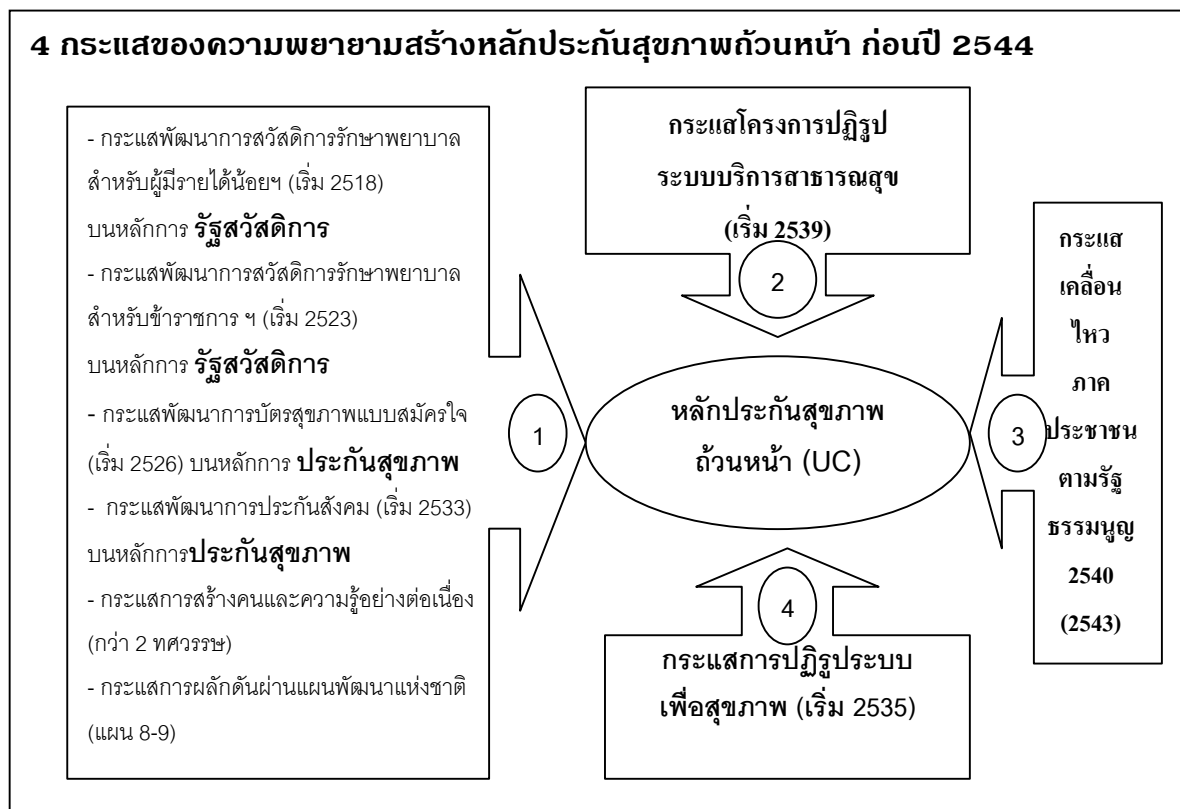 4 กระแสของความพยายามสร้างหลักประกันสุขภาพถ้วนหน้า ก่อนปี 2544
- กระแสพัฒนาการสวัสดิการรักษาพยาบาล
สำหรับผู้มีรายได้น้อยฯ (เริ่ม 2518)
บนหลักการ รัฐสวัสดิการ
- กระแสพัฒนาการสวัสดิการรักษาพยาบาล
สำหรับข้าราชการ ฯ (เริ่ม 2523)
บนหลักการ รัฐสวัสดิการ
- กระแสพัฒนาการบัตรสุขภาพแบบสมัครใจ
(เริ่ม 2526) บนหลักการ ประกันสุขภาพ
- กระแสพัฒนาการประกันสังคม (เริ่ม 2533)
บนหลักการประกันสุขภาพ
- กระแสการสร้างคนและความรู้อย่างต่อเนื่อง
(กว่า 2 ทศวรรษ)
- กระแสการผลักดันผ่านแผนพัฒนาแห่งชาติ
(แผน 8-9)
1
กระแสโครงการปฏิรูป
ระบบบริการสาธารณสุข
(เริ่ม 2539)
2
หลักประกันสุขภาพ
ถ้วนหน้า (UC)
3
กระแส
เคลื่อน
ไหว
ภาค
ประชาชน
ตามรัฐ
ธรรมนูญ
2540
(2543)
4
กระแสการปฏิรูประบบ
เพื่อสุขภาพ (เริ่ม 2535)